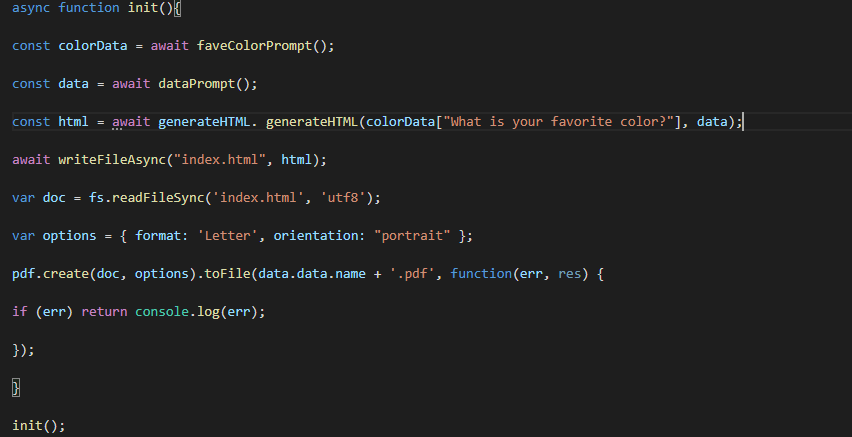 async function init(){
const colorData = await faveColorPrompt();
const data = await dataPrompt();
const html = await generateHTML. generateHTML(colorData["What is your favorite color?"], data);
await writeFileAsync("index.html", html);
var doc = fs.readFileSync('index.html', 'utf8');
var options = { format: 'Letter', orientation: "portrait" };
pdf.create(doc, options).toFile(data.data.name + '.pdf', function(err, res) {
if (err) return console.log(err);
});
}
init();